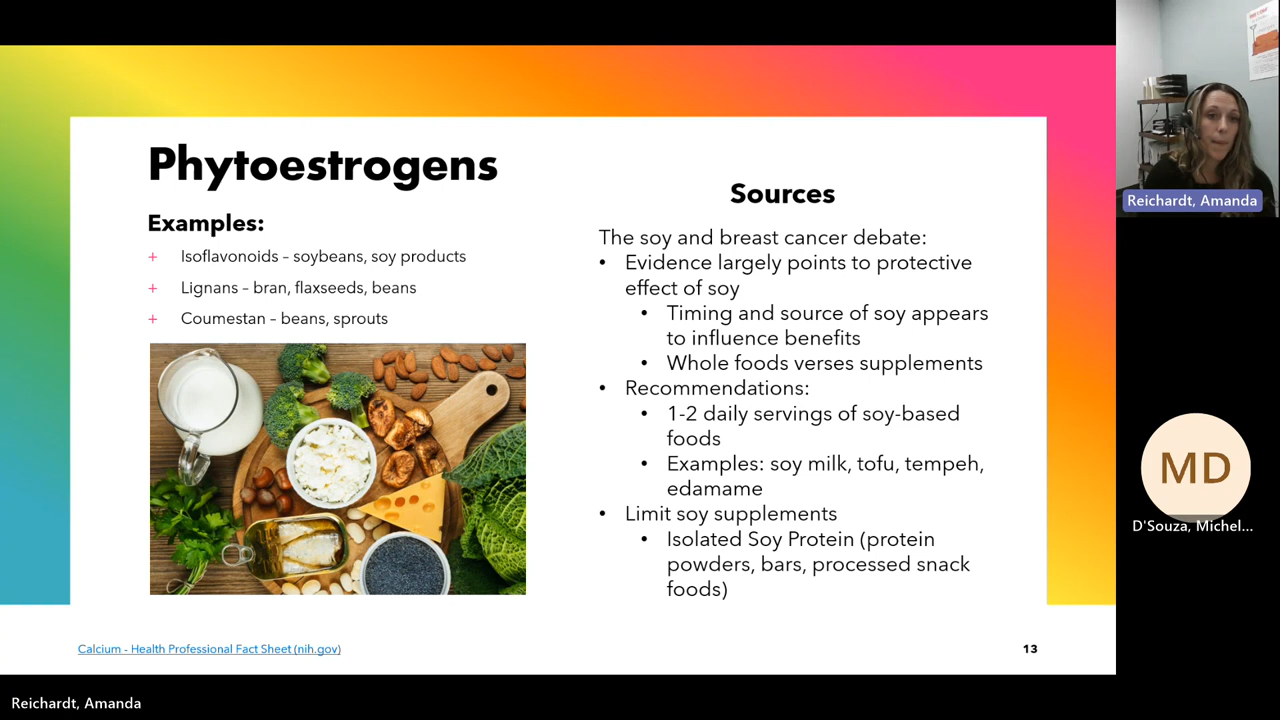 Phytoestrogens
Examples:
+ Isoflavonoids – soybeans, soy products
+ Lignans – bran, flaxseeds, beans
+ Coumestan – beans, sprouts
Sources
The soy and breast cancer debate:
• Evidence largely points to protective
effect of soy
• Timing and source of soy appears
to influence benefits
• Whole foods verses supplements
• Recommendations:
• 1-2 daily servings of soy-based
foods
• Examples: soy milk, tofu, tempeh,
edamame
• Limit soy supplements
• Isolated Soy Protein (protein
powders, bars, processed snack
foods)
Calcium - Health Professional Fact Sheet (nih.gov)
13
Reichardt, Amanda
MD
D'Souza, Michel...
Reichardt, Amanda